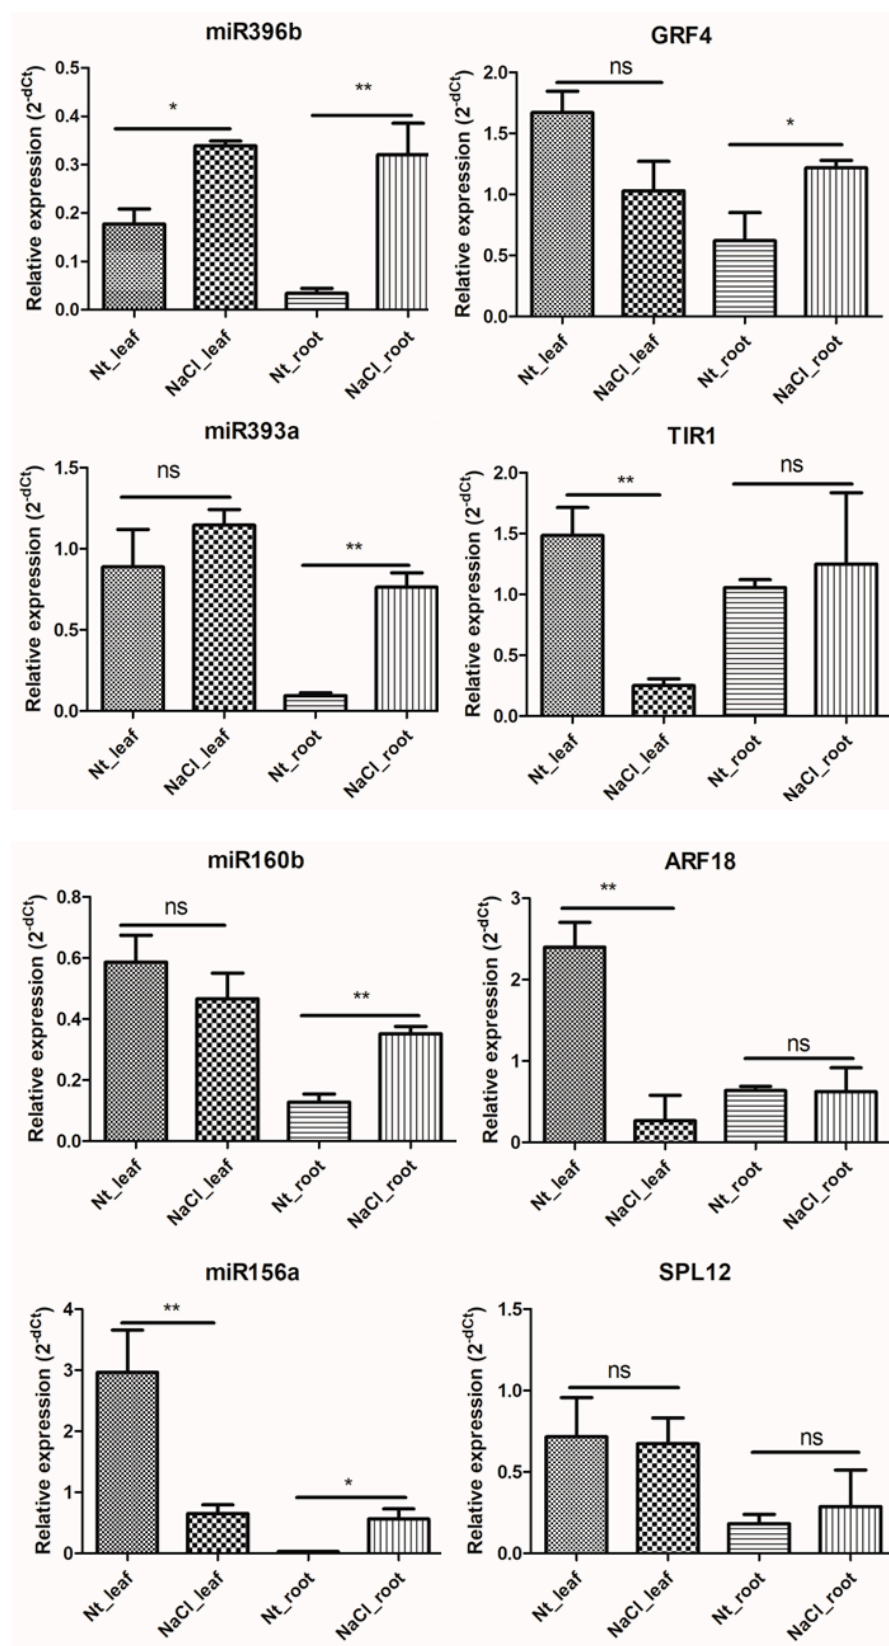 miR396b
Relative expression (2^-dCt)
0.5
0.4
0.3
0.2
0.1
0.0
*
**
Nt_leaf
NaCl_leaf
Nt_root
NaCl_root
GRF4
Relative expression (2^-dCt)
2.0
1.5
1.0
0.5
0.0
ns
*
Nt_leaf
NaCl_leaf
Nt_root
NaCl_root
miR393a
Relative expression (2^-dCt)
1.5
1.0
0.5
0.0
ns
**
Nt_leaf
NaCl_leaf
Nt_root
NaCl_root
TIR1
Relative expression (2^-dCt)
2.0
1.5
1.0
0.5
0.0
**
ns
Nt_leaf
NaCl_leaf
Nt_root
NaCl_root
miR160b
Relative expression (2^-dCt)
0.8
0.6
0.4
0.2
0.0
ns
**
Nt_leaf
NaCl_leaf
Nt_root
NaCl_root
ARF18
Relative expression (2^-dCt)
3
2
1
0
**
ns
Nt_leaf
NaCl_leaf
Nt_root
NaCl_root
miR156a
Relative expression (2^-dCt)
4
3
2
1
0
**
*
Nt_leaf
NaCl_leaf
Nt_root
NaCl_root
SPL12
Relative expression (2^-dCt)
1.5
1.0
0.5
0.0
ns
ns
Nt_leaf
NaCl_leaf
Nt_root
NaCl_root